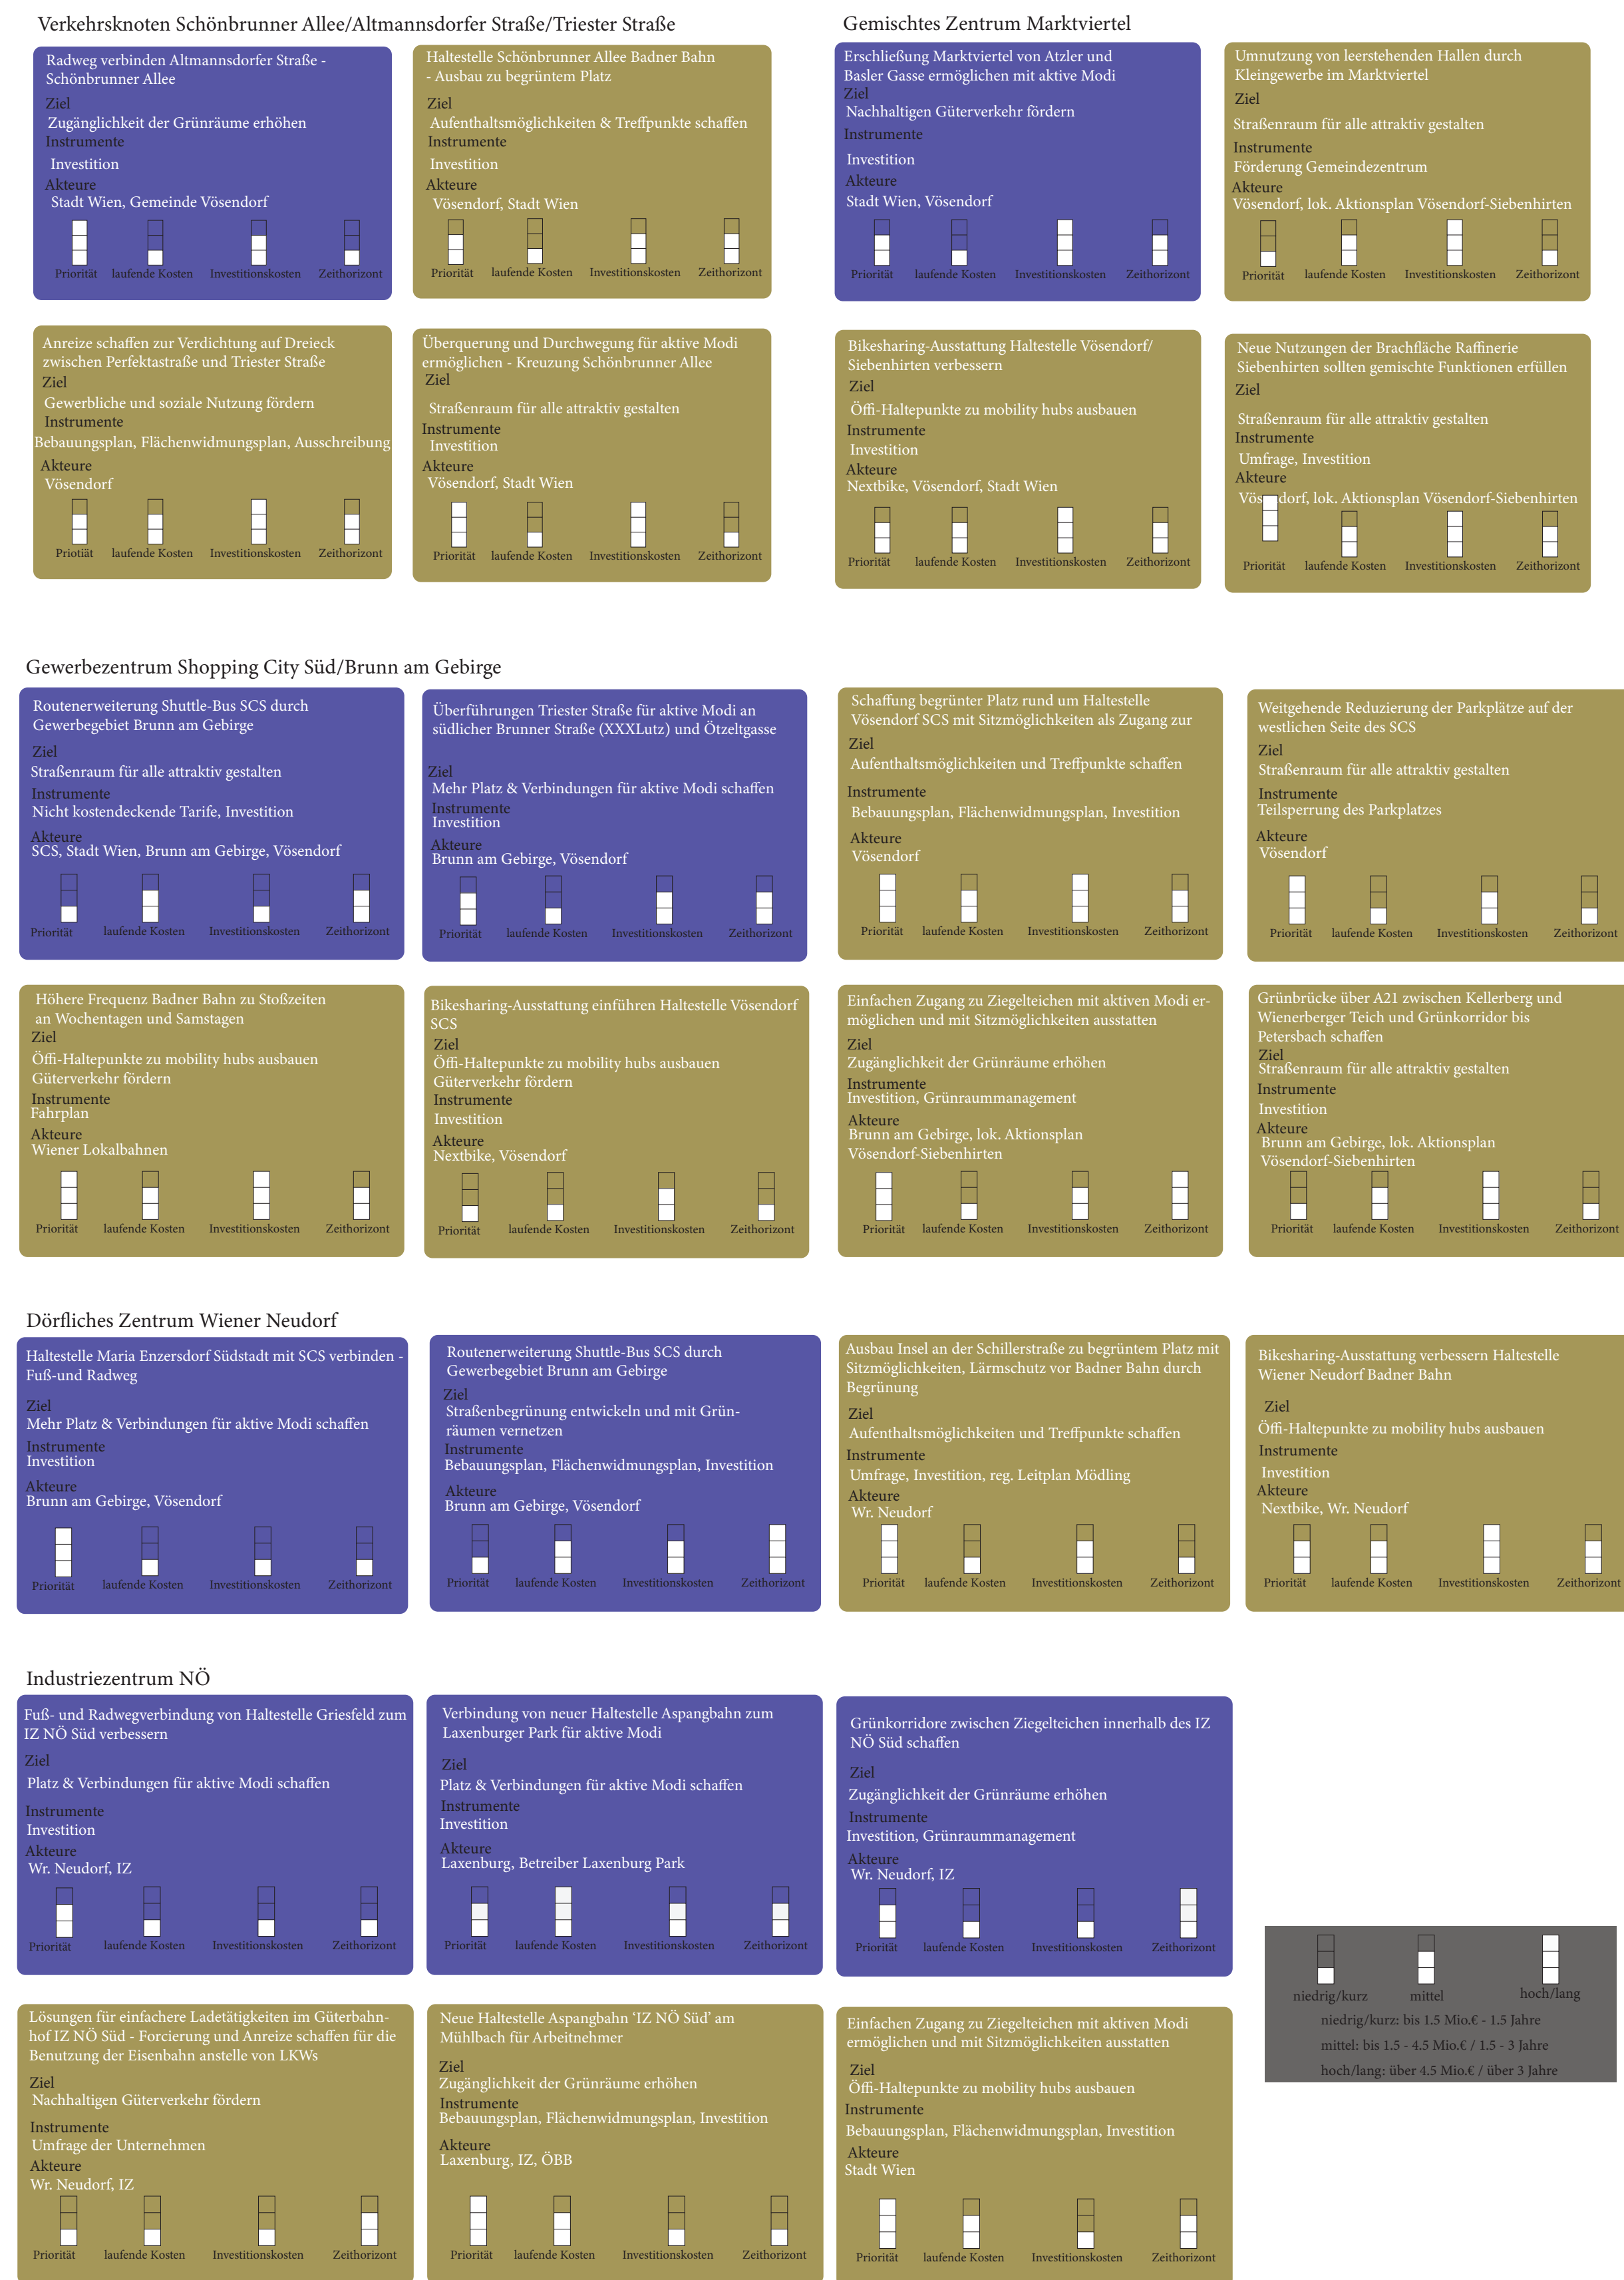 Verkehrsknoten Schönbrunner Allee/Altmannsdorfer Straße/Triester Straße
Radweg verbinden Altmannsdorfer Straße -
Schönbrunner Allee
Ziel
Zugänglichkeit der Grünräume erhöhen
Instrumente
Investition
Akteure
Stadt Wien, Gemeinde Vösendorf
Priorität laufende Kosten Investitionskosten Zeithorizont
Haltestelle Schönbrunner Allee Badner Bahn
- Ausbau zu begrüntem Platz
Ziel
Aufenthaltsmöglichkeiten & Treffpunkte schaffen
Instrumente
Investition
Akteure
Vösendorf, Stadt Wien
Priorität laufende Kosten Investitionskosten Zeithorizont
Anreize schaffen zur Verdichtung auf Dreieck
zwischen Perfektastraße und Triester Straße
Ziel
Gewerbliche und soziale Nutzung fördern
Instrumente
Bebauungsplan, Flächenwidmungsplan, Ausschreibung
Akteure
Vösendorf
Priotiät laufende Kosten Investitionskosten Zeithorizont
Überquerung und Durchwegung für aktive Modi
ermöglichen - Kreuzung Schönbrunner Allee
Ziel
Straßenraum für alle attraktiv gestalten
Instrumente
Investition
Akteure
Vösendorf, Stadt Wien
Priorität laufende Kosten Investitionskosten Zeithorizont
Gemischtes Zentrum Marktviertel
Erschließung Marktviertel von Atzler und
Basler Gasse ermöglichen mit aktive Modi
Ziel
Nachhaltigen Güterverkehr fördern
Instrumente
Investition
Akteure
Stadt Wien, Vösendorf
Priorität laufende Kosten Investitionskosten Zeithorizont
Umnutzung von leerstehenden Hallen durch
Kleingewerbe im Marktviertel
Ziel
Straßenraum für alle attraktiv gestalten
Instrumente
Förderung Gemeindezentrum
Akteure
Vösendorf, lok. Aktionsplan Vösendorf-Siebenhirten
Priorität laufende Kosten Investitionskosten Zeithorizont
Bikesharing-Ausstattung Haltestelle Vösendorf/
Siebenhirten verbessern
Ziel
Öffi-Haltepunkte zu mobility hubs ausbauen
Instrumente
Investition
Akteure
Nextbike, Vösendorf, Stadt Wien
Priorität laufende Kosten Investitionskosten Zeithorizont
Neue Nutzungen der Brachfläche Raffinerie
Siebenhirten sollten gemischte Funktionen erfüllen
Ziel
Straßenraum für alle attraktiv gestalten
Instrumente
Umfrage, Investition
Akteure
Vösendorf, lok. Aktionsplan Vösendorf-Siebenhirten
Priorität laufende Kosten Investitionskosten Zeithorizont
Gewerbezentrum Shopping City Süd/Brunn am Gebirge
Routenerweiterung Shuttle-Bus SCS durch
Gewerbegebiet Brunn am Gebirge
Ziel
Straßenraum für alle attraktiv gestalten
Instrumente
Nicht kostendeckende Tarife, Investition
Akteure
SCS, Stadt Wien, Brunn am Gebirge, Vösendorf
Priorität laufende Kosten Investitionskosten Zeithorizont
Überführungen Triester Straße für aktive Modi an
südlicher Brunner Straße (XXXLutz) und Ötzeltgasse
Ziel
Mehr Platz & Verbindungen für aktive Modi schaffen
Instrumente
Investition
Akteure
Brunn am Gebirge, Vösendorf
Priorität laufende Kosten Investitionskosten Zeithorizont
Schaffung begrünter Platz rund um Haltestelle
Vösendorf SCS mit Sitzmöglichkeiten als Zugang zur
Ziel
Aufenthaltsmöglichkeiten und Treffpunkte schaffen
Instrumente
Bebauungsplan, Flächenwidmungsplan, Investition
Akteure
Vösendorf
Priorität laufende Kosten Investitionskosten Zeithorizont
Weitgehende Reduzierung der Parkplätze auf der
westlichen Seite des SCS
Ziel
Straßenraum für alle attraktiv gestalten
Instrumente
Teilsperrung des Parkplatzes
Akteure
Vösendorf
Priorität laufende Kosten Investitionskosten Zeithorizont
Höhere Frequenz Badner Bahn zu Stoßzeiten
an Wochentagen und Samstagen
Ziel
Öffi-Haltepunkte zu mobility hubs ausbauen
Güterverkehr fördern
Instrumente
Fahrplan
Akteure
Wiener Lokalbahnen
Priorität laufende Kosten Investitionskosten Zeithorizont
Bikesharing-Ausstattung einführen Haltestelle Vösendorf
SCS
Ziel
Öffi-Haltepunkte zu mobility hubs ausbauen
Güterverkehr fördern
Instrumente
Investition
Akteure
Nextbike, Vösendorf
Priorität laufende Kosten Investitionskosten Zeithorizont
Einfachen Zugang zu Ziegelteichen mit aktiven Modi er-
möglichen und mit Sitzmöglichkeiten ausstatten
Ziel
Zugänglichkeit der Grünräume erhöhen
Instrumente
Investition, Grünraummanagement
Akteure
Brunn am Gebirge, lok. Aktionsplan
Vösendorf-Siebenhirten
Priorität laufende Kosten Investitionskosten Zeithorizont
Grünbrücke über A21 zwischen Kellerberg und
Wienerberger Teich und Grünkorridor bis
Petersbach schaffen
Ziel
Straßenraum für alle attraktiv gestalten
Instrumente
Investition
Akteure
Brunn am Gebirge, lok. Aktionsplan
Vösendorf-Siebenhirten
Priorität laufende Kosten Investitionskosten Zeithorizont
Dörfliches Zentrum Wiener Neudorf
Haltestelle Maria Enzersdorf Südstadt mit SCS verbinden -
Fuß-und Radweg
Ziel
Mehr Platz & Verbindungen für aktive Modi schaffen
Instrumente
Investition
Akteure
Brunn am Gebirge, Vösendorf
Priorität laufende Kosten Investitionskosten Zeithorizont
Routenerweiterung Shuttle-Bus SCS durch
Gewerbegebiet Brunn am Gebirge
Ziel
Straßenbegrünung entwickeln und mit Grün-
räumen vernetzen
Instrumente
Bebauungsplan, Flächenwidmungsplan, Investition
Akteure
Brunn am Gebirge, Vösendorf
Priorität laufende Kosten Investitionskosten Zeithorizont
Ausbau Insel an der Schillerstraße zu begrüntem Platz mit
Sitzmöglichkeiten, Lärmschutz vor Badner Bahn durch
Begrünung
Ziel
Aufenthaltsmöglichkeiten und Treffpunkte schaffen
Instrumente
Umfrage, Investition, reg. Leitplan Mödling
Akteure
Wr. Neudorf
Priorität laufende Kosten Investitionskosten Zeithorizont
Bikesharing-Ausstattung verbessern Haltestelle
Wiener Neudorf Badner Bahn
Ziel
Öffi-Haltepunkte zu mobility hubs ausbauen
Instrumente
Investition
Akteure
Nextbike, Wr. Neudorf
Priorität laufende Kosten Investitionskosten Zeithorizont
Industriezentrum NÖ
Fuß- und Radwegverbindung von Haltestelle Griesfeld zum
IZ NÖ Süd verbessern
Ziel
Platz & Verbindungen für aktive Modi schaffen
Instrumente
Investition
Akteure
Wr. Neudorf, IZ
Priorität laufende Kosten Investitionskosten Zeithorizont
Verbindung von neuer Haltestelle Aspangbahn zum
Laxenburger Park für aktive Modi
Ziel
Platz & Verbindungen für aktive Modi schaffen
Instrumente
Investition
Akteure
Laxenburg, Betreiber Laxenburg Park
Priorität laufende Kosten Investitionskosten Zeithorizont
Grünkorridore zwischen Ziegelteichen innerhalb des IZ
NÖ Süd schaffen
Ziel
Zugänglichkeit der Grünräume erhöhen
Instrumente
Investition, Grünraummanagement
Akteure
Wr. Neudorf, IZ
Priorität laufende Kosten Investitionskosten Zeithorizont
Lösungen für einfachere Ladetätigkeiten im Güterbahn-
hof IZ NÖ Süd - Forcierung und Anreize schaffen für die
Benutzung der Eisenbahn anstelle von LKWs
Ziel
Nachhaltigen Güterverkehr fördern
Instrumente
Umfrage der Unternehmen
Akteure
Wr. Neudorf, IZ
Priorität laufende Kosten Investitionskosten Zeithorizont
Neue Haltestelle Aspangbahn ‘IZ NÖ Süd’ am
Mühlbach für Arbeitnehmer
Ziel
Zugänglichkeit der Grünräume erhöhen
Instrumente
Bebauungsplan, Flächenwidmungsplan, Investition
Akteure
Laxenburg, IZ, ÖBB
Priorität laufende Kosten Investitionskosten Zeithorizont
Einfachen Zugang zu Ziegelteichen mit aktiven Modi
ermöglichen und mit Sitzmöglichkeiten ausstatten
Ziel
Öffi-Haltepunkte zu mobility hubs ausbauen
Instrumente
Bebauungsplan, Flächenwidmungsplan, Investition
Akteure
Stadt Wien
Priorität laufende Kosten Investitionskosten Zeithorizont
niedrig/kurz mittel hoch/lang
niedrig/kurz: bis 1.5 Mio.€ - 1.5 Jahre
mittel: bis 1.5 - 4.5 Mio.€ / 1.5 - 3 Jahre
hoch/lang: über 4.5 Mio.€ / über 3 Jahre